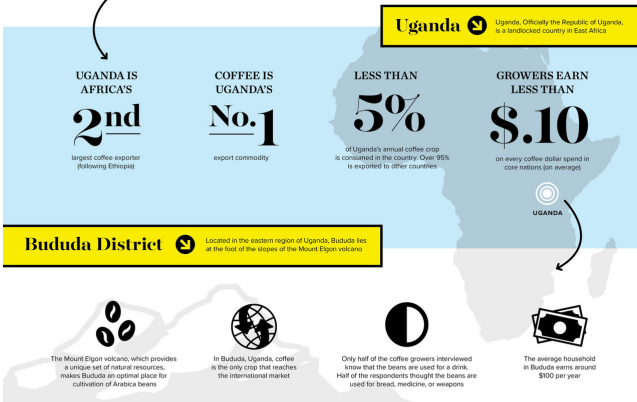 Uganda
Uganda, Officially the Republic of Uganda,
is a landlocked country in East Africa
UGANDA IS
AFRICA'S
2nd
largest coffee exporter
(following Ethiopia)
COFFEE IS
UGANDA'S
No.1
export commodity
LESS THAN
5%
of Uganda's annual coffee crop
is consumed in the country. Over 95%
is exported to other countries
GROWERS EARN
LESS THAN
$.10
on every coffee dollar spend in
core nations (on average)
UGANDA
Bududa District
Located in the eastern region of Uganda, Bududa lies
at the foot of the slopes of the Mount Elgon volcano
The Mount Elgon volcano, which provides
a unique set of natural resources,
makes Bududa an optimal place for
cultivation of Arabica beans
In Bududa, Uganda, coffee
is the only crop that reaches
the international market
Only half of the coffee growers interviewed
know that the beans are used for a drink.
Half of the respondents thought the beans are
used for bread, medicine, or weapons
The average household
in Bududa earns around
$100 per year